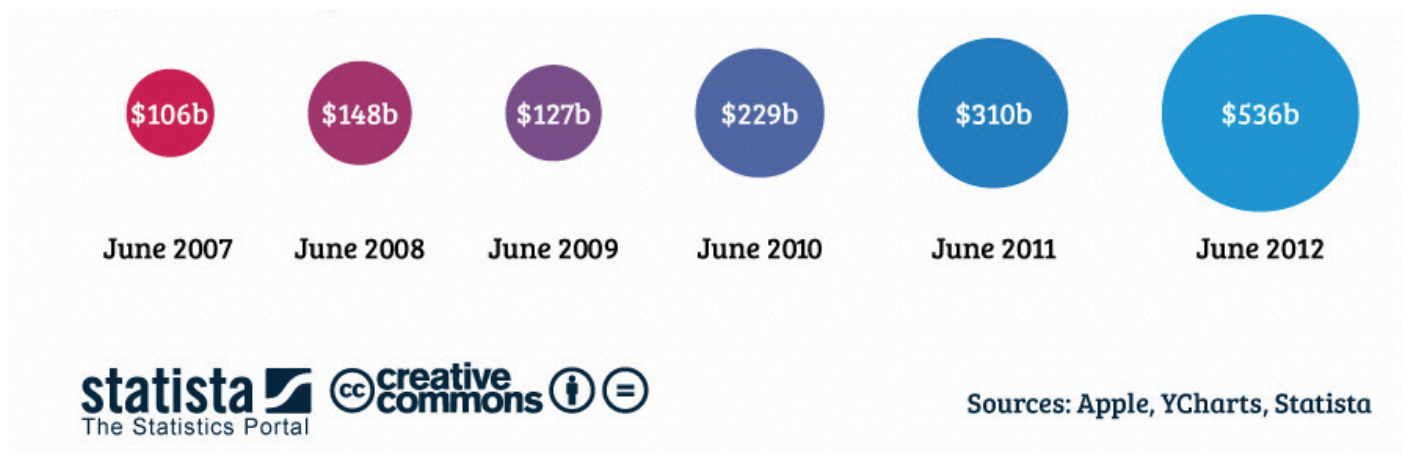 $106b $148b $127b $229b $310b $536b
June 2007 June 2008 June 2009 June 2010 June 2011 June 2012
statista cc creative commons =
The Statistics Portal
Sources: Apple, YCharts, Statista